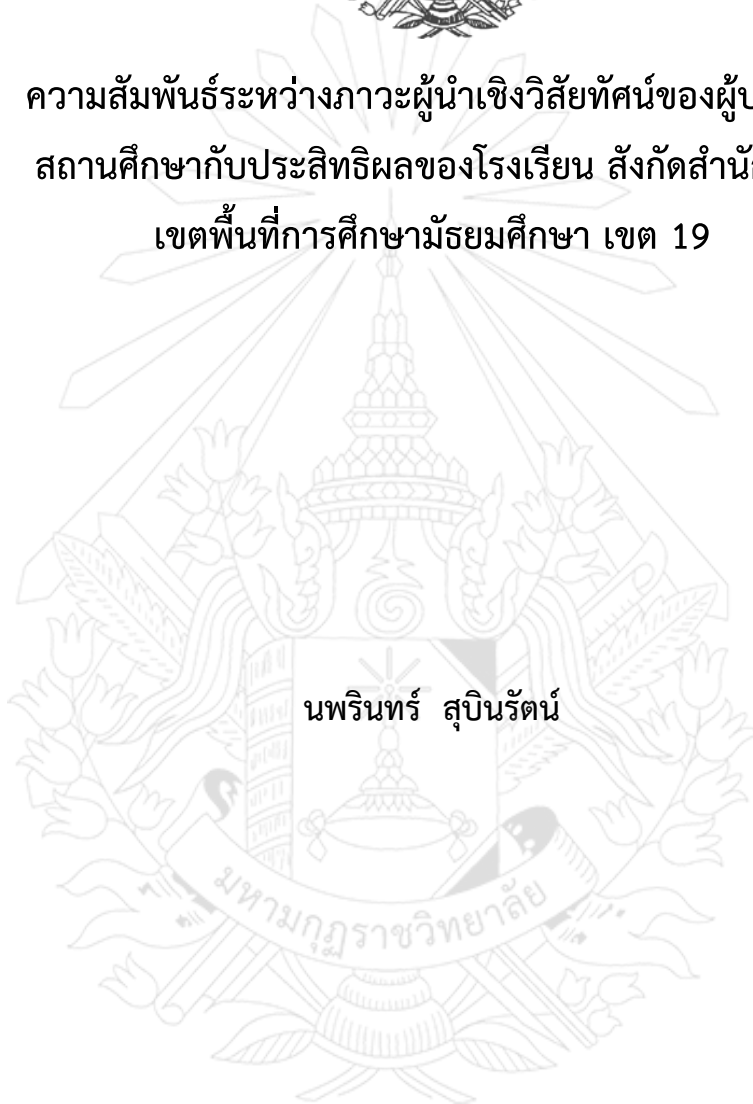 ความสัมพันธ์ระหว่างภาวะผู้นำเชิงวิสัยทัศน์ของ
สถานศึกษากับประสิทธิผลของโรงเรียน สังกัด
เขตพื้นที่การศึกษามัธยมศึกษา เขต 19
นพรินทร์ สุบินรัตน์
มหามกุฏราชวิทยาลัย